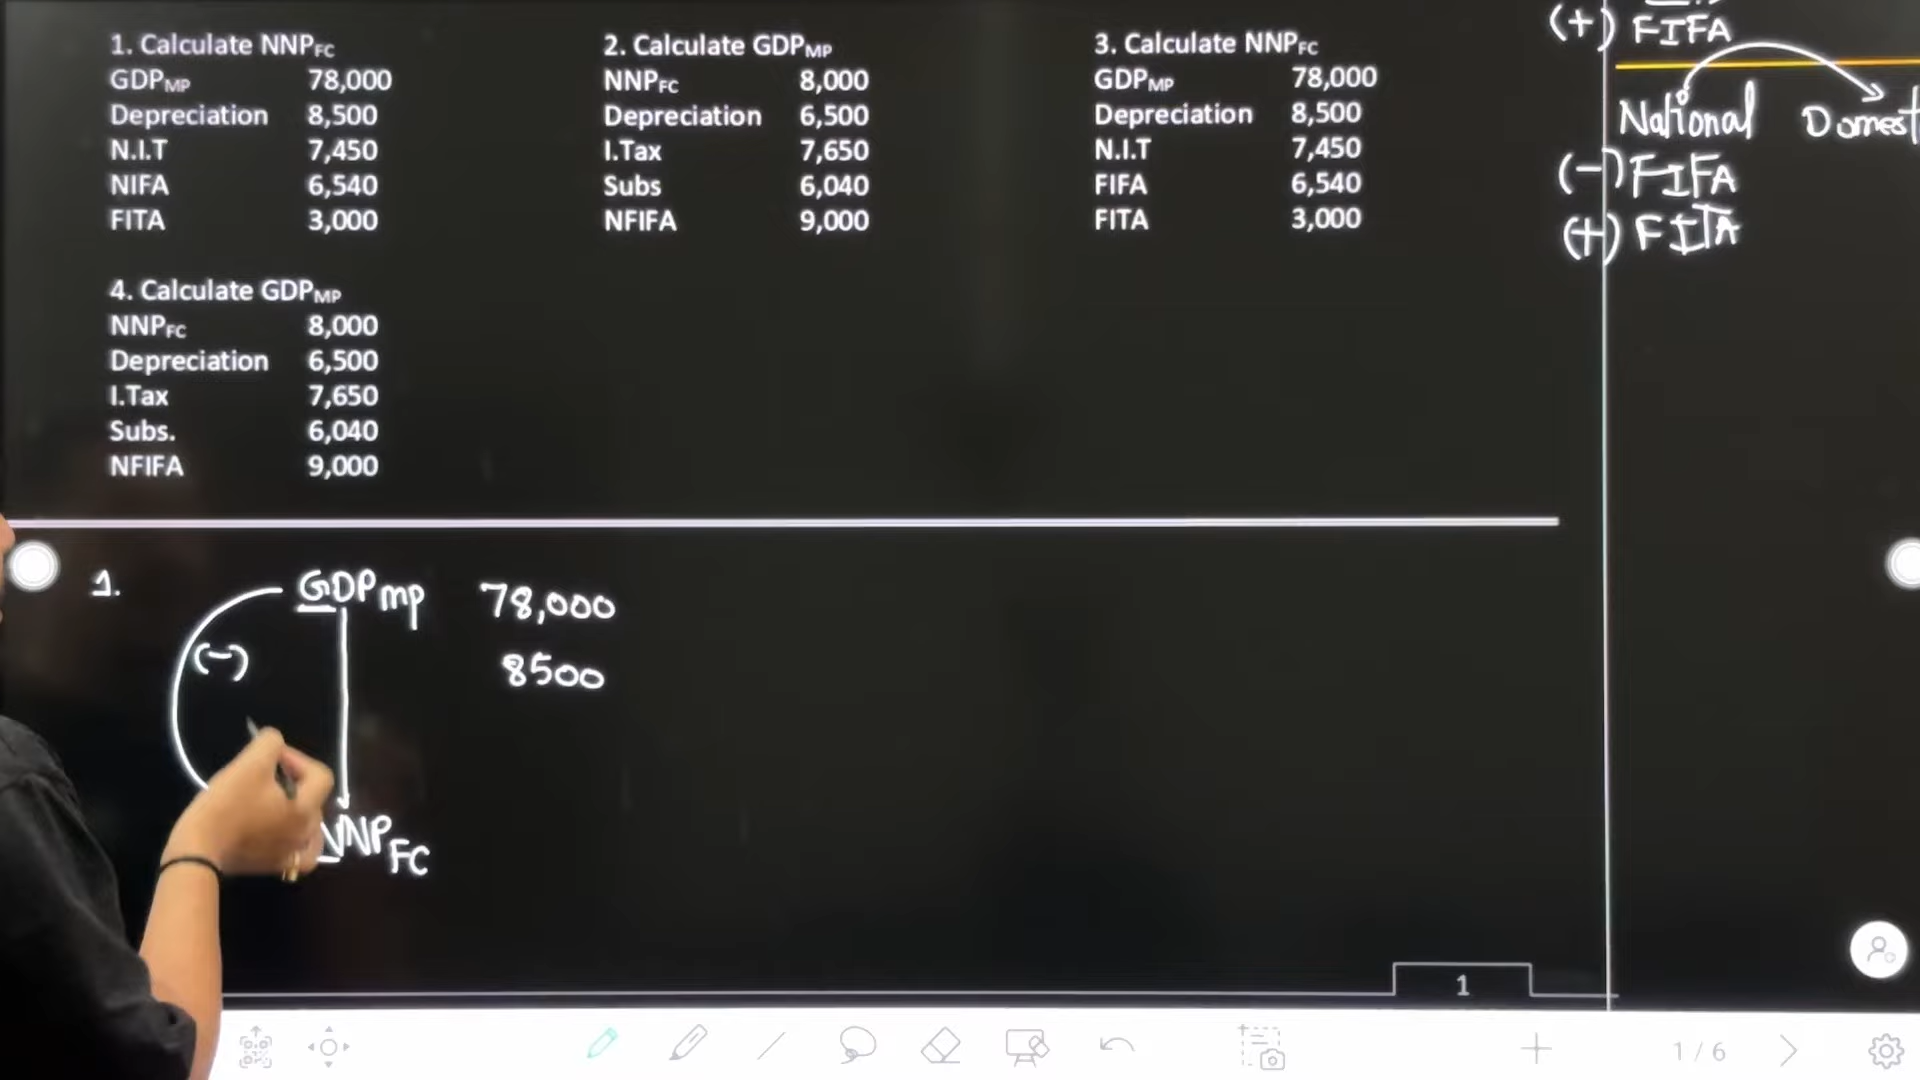 1. Calculate NNPFC
GDPMP 78,000
Depreciation 8,500
N.I.T 7,450
NIFA 6,540
FITA 3,000
2. Calculate GDPMP
NNPFC 8,000
Depreciation 6,500
I.Tax 7,650
Subs 6,040
NFIFA 9,000
3. Calculate NNPFC
GDPMP 78,000
Depreciation 8,500
N.I.T 7,450
FIFA 6,540
FITA 3,000
4. Calculate GDPMP
NNPFC 8,000
Depreciation 6,500
I.Tax 7,650
Subs. 6,040
NFIFA 9,000
(+) FIFA
National Domest
(-) FIFA
(+) FITA
1. GDPMP 78,000
(-) 8500
NNPFC
1
1 / 6